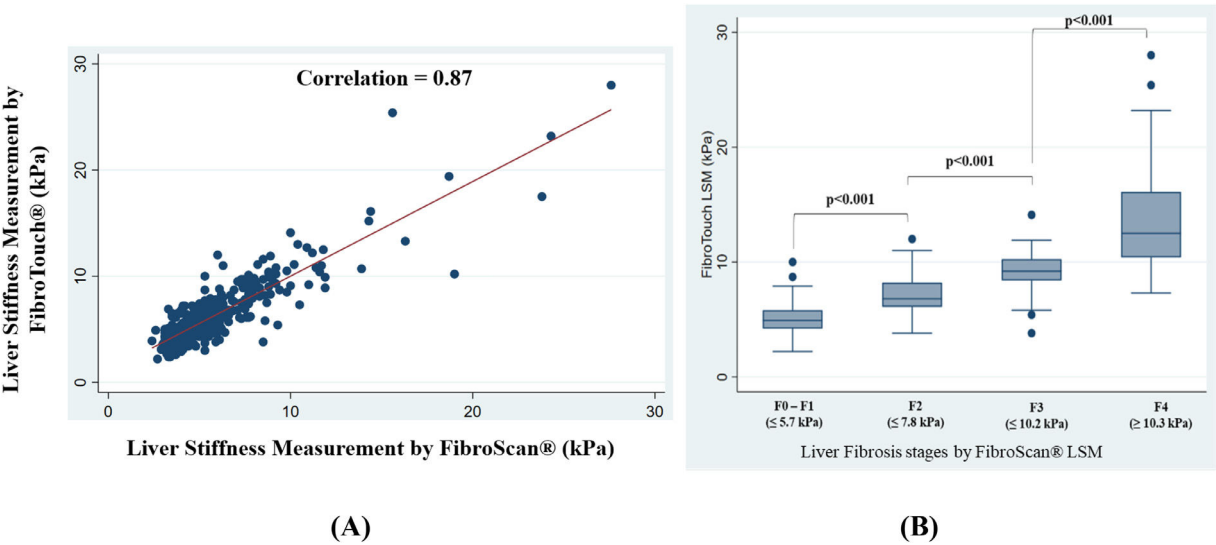 Liver Stiffness Measurement by
FibroTouch® (kPa)
30
20
10
0
Correlation = 0.87
0
10
20
30
Liver Stiffness Measurement by FibroScan® (kPa)
(A)
FibroTouch LSM (kPa)
30
20
10
0
p<0.001
p<0.001
p<0.001
F0 – F1
(≤ 5.7 kPa)
F2
(≤ 7.8 kPa)
F3
(≤ 10.2 kPa)
F4
(≥ 10.3 kPa)
Liver Fibrosis stages by FibroScan® LSM
(B)